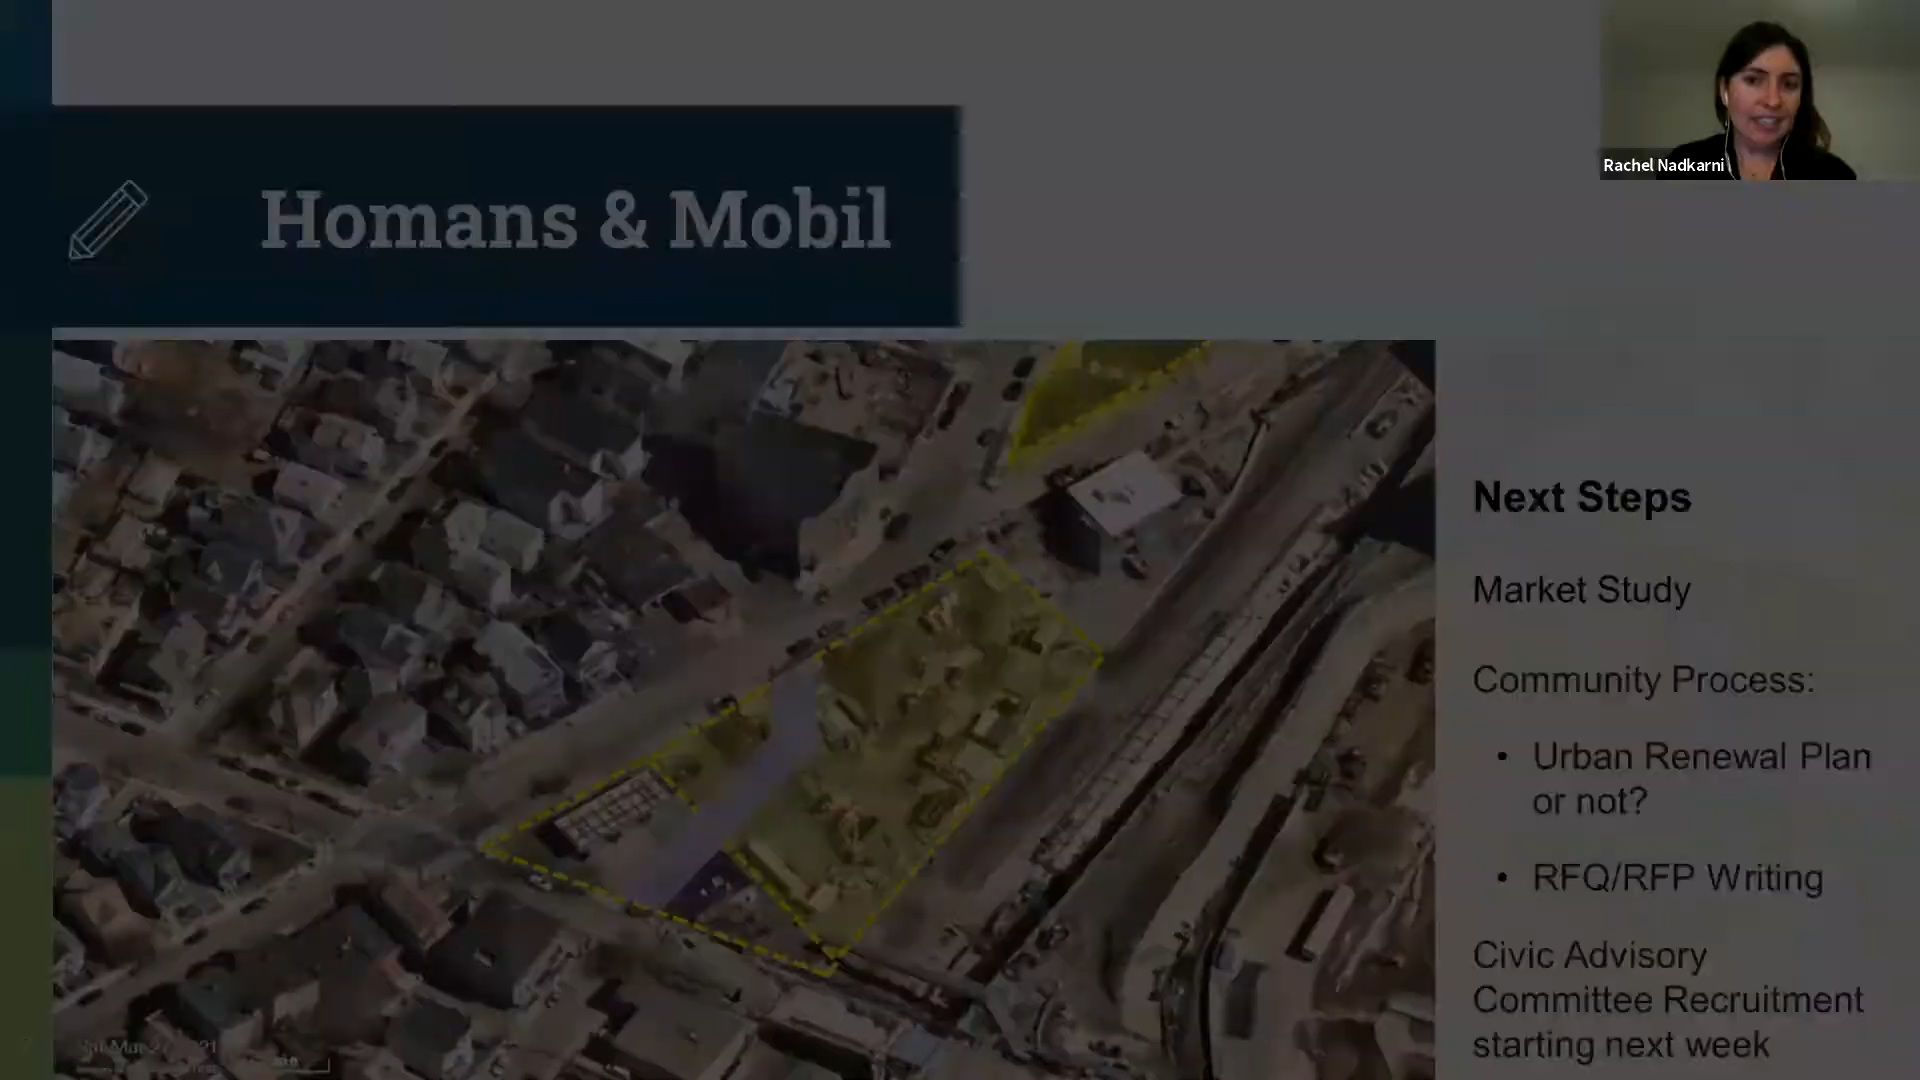 Rachel Nadkarni
Homans & Mobil
Next Steps
Market Study
Community Process:
• Urban Renewal Plan
or not?
• RFQ/RFP Writing
Civic Advisory
Committee Recruitment
starting next week